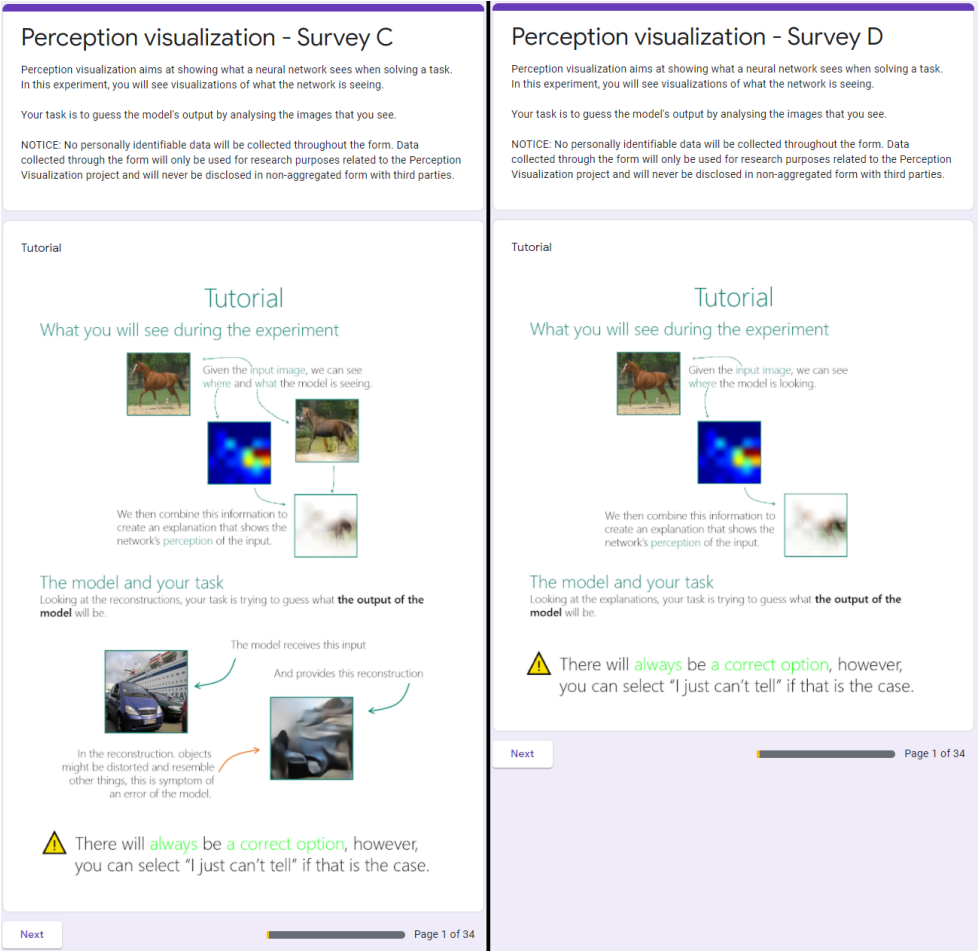 Perception visualization - Survey C
Perception visualization aims at showing what a neural network sees when solving a task.
In this experiment, you will see visualizations of what the network is seeing.
Your task is to guess the model's output by analysing the images that you see.
NOTICE: No personally identifiable data will be collected throughout the form. Data
collected through the form will only be used for research purposes related to the Perception
Visualization project and will never be disclosed in non-aggregated form with third parties.
Tutorial
Tutorial
What you will see during the experiment
Given the input image, we can see
where and what the model is seeing.
We then combine this information to
create an explanation that shows the
network's perception of the input.
The model and your task
Looking at the reconstructions, your task is trying to guess what the output of the
model will be.
The model receives this input
And provides this reconstruction
In the reconstruction. objects
might be distorted and resemble
other things, this is symptom of
an error of the model.
There will always be a correct option, however,
you can select "I just can't tell" if that is the case.
Next
Page 1 of 34
Perception visualization - Survey D
Perception visualization aims at showing what a neural network sees when solving a task.
In this experiment, you will see visualizations of what the network is seeing.
Your task is to guess the model's output by analysing the images that you see.
NOTICE: No personally identifiable data will be collected throughout the form. Data
collected through the form will only be used for research purposes related to the Perception
Visualization project and will never be disclosed in non-aggregated form with third parties.
Tutorial
Tutorial
What you will see during the experiment
Given the input image, we can see
where the model is looking.
We then combine this information to
create an explanation that shows the
network's perception of the input.
The model and your task
Looking at the explanations, your task is trying to guess what the output of the
model will be.
There will always be a correct option, however,
you can select "I just can't tell" if that is the case.
Next
Page 1 of 34